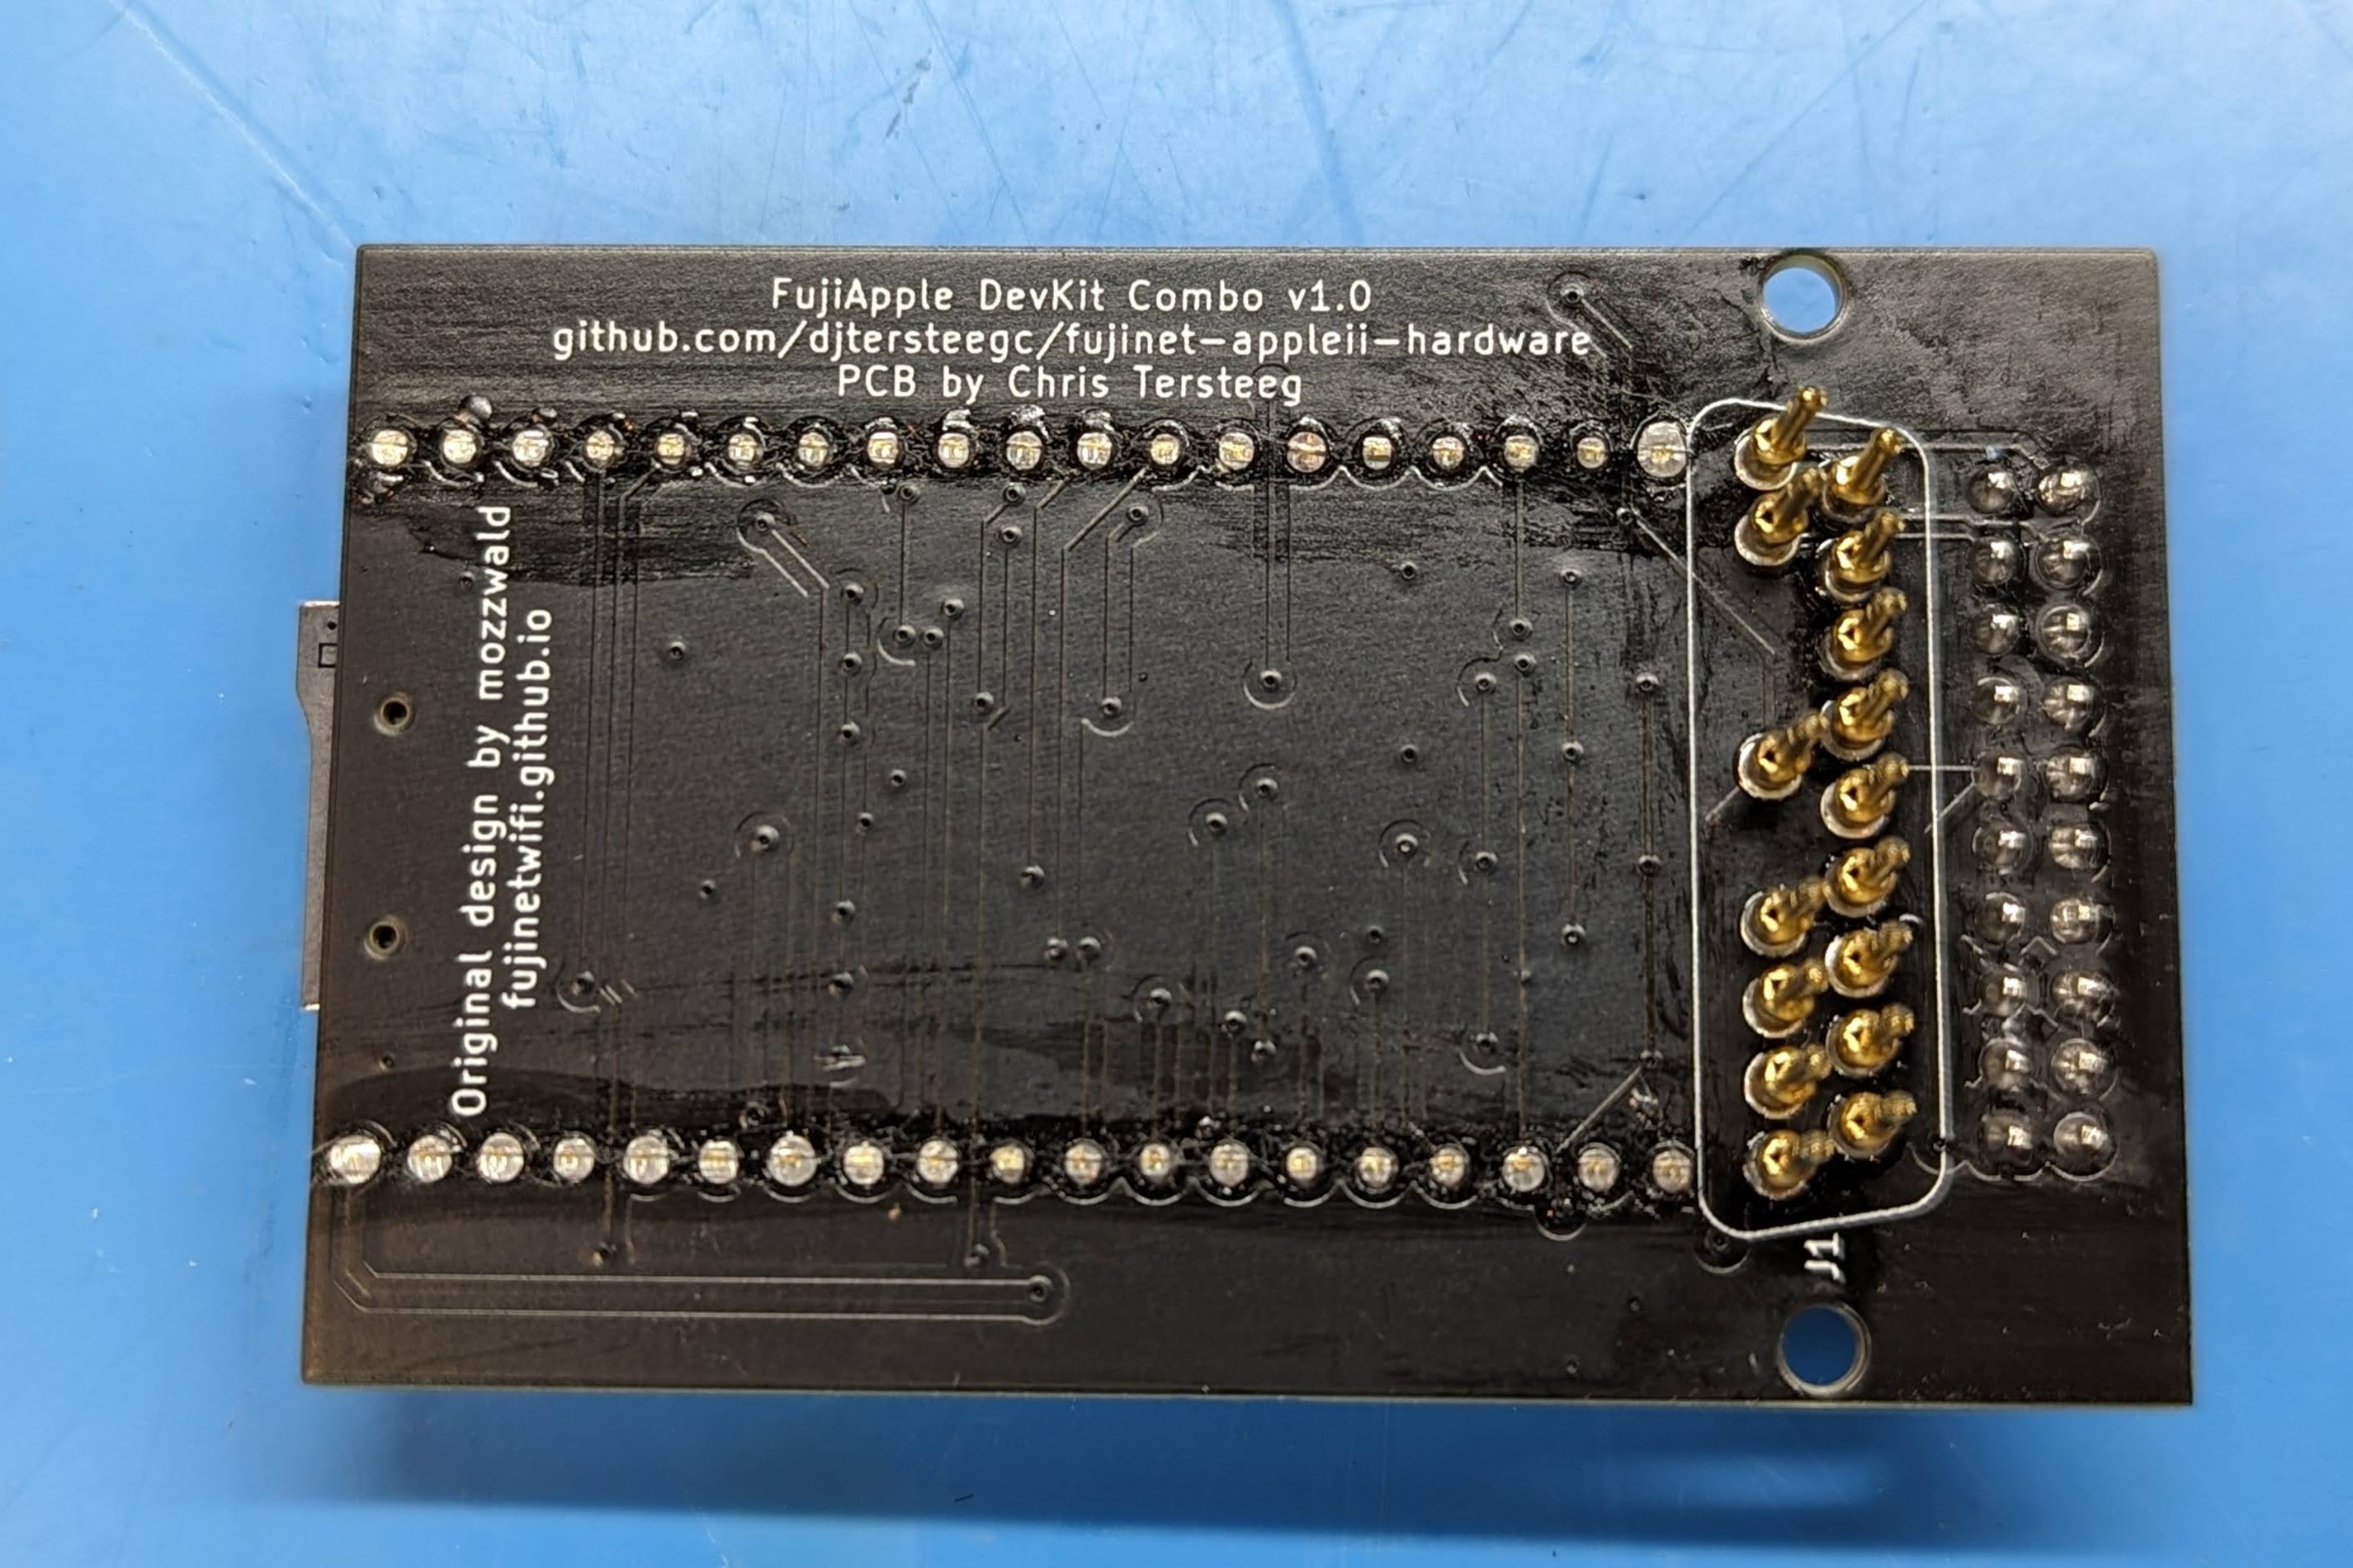 FujiApple DevKit Combo v1.0
github.com/djtersteegc/fujinet-appleii-hardware
PCB by Chris Tersteeg
Original design by mozzwald
fujinetwifi.github.io
J1